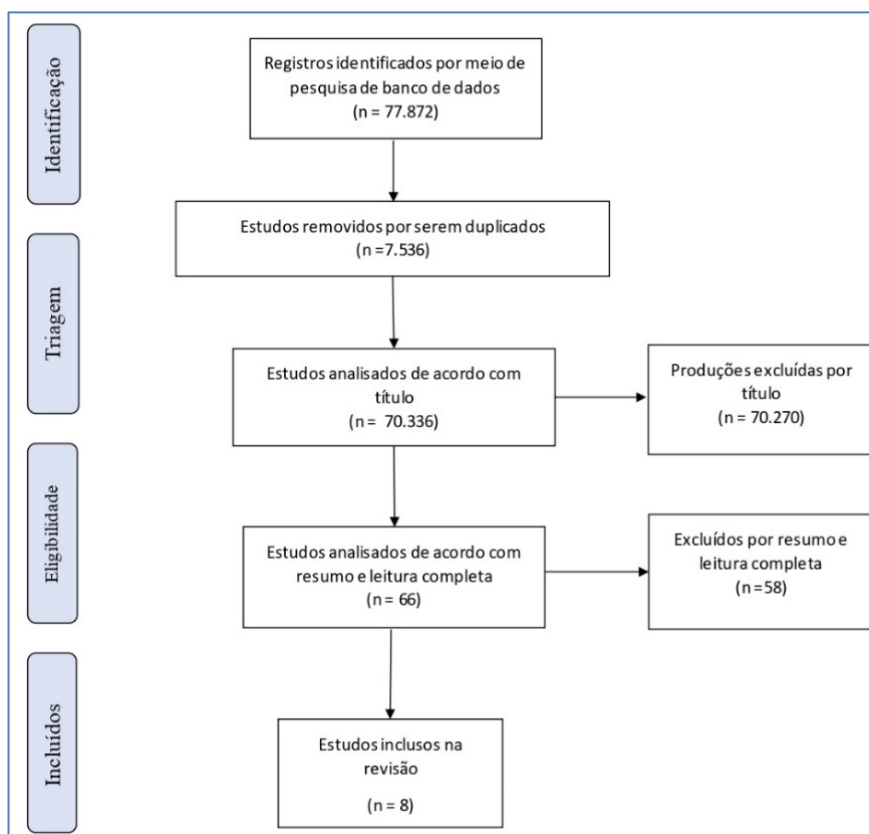 Identificação
Registros identificados por meio de
pesquisa de banco de dados
(n = 77.872)
Estudos removidos por serem duplicados
(n =7.536)
Triagem
Estudos analisados de acordo com
título
(n =  70.336)
Produções excluídas por
título
(n = 70.270)
Eligibilidade
Estudos analisados de acordo com
resumo e leitura completa
(n = 66)
Excluídos por resumo e
leitura completa
(n =58)
Incluídos
Estudos inclusos na
revisão
(n = 8)